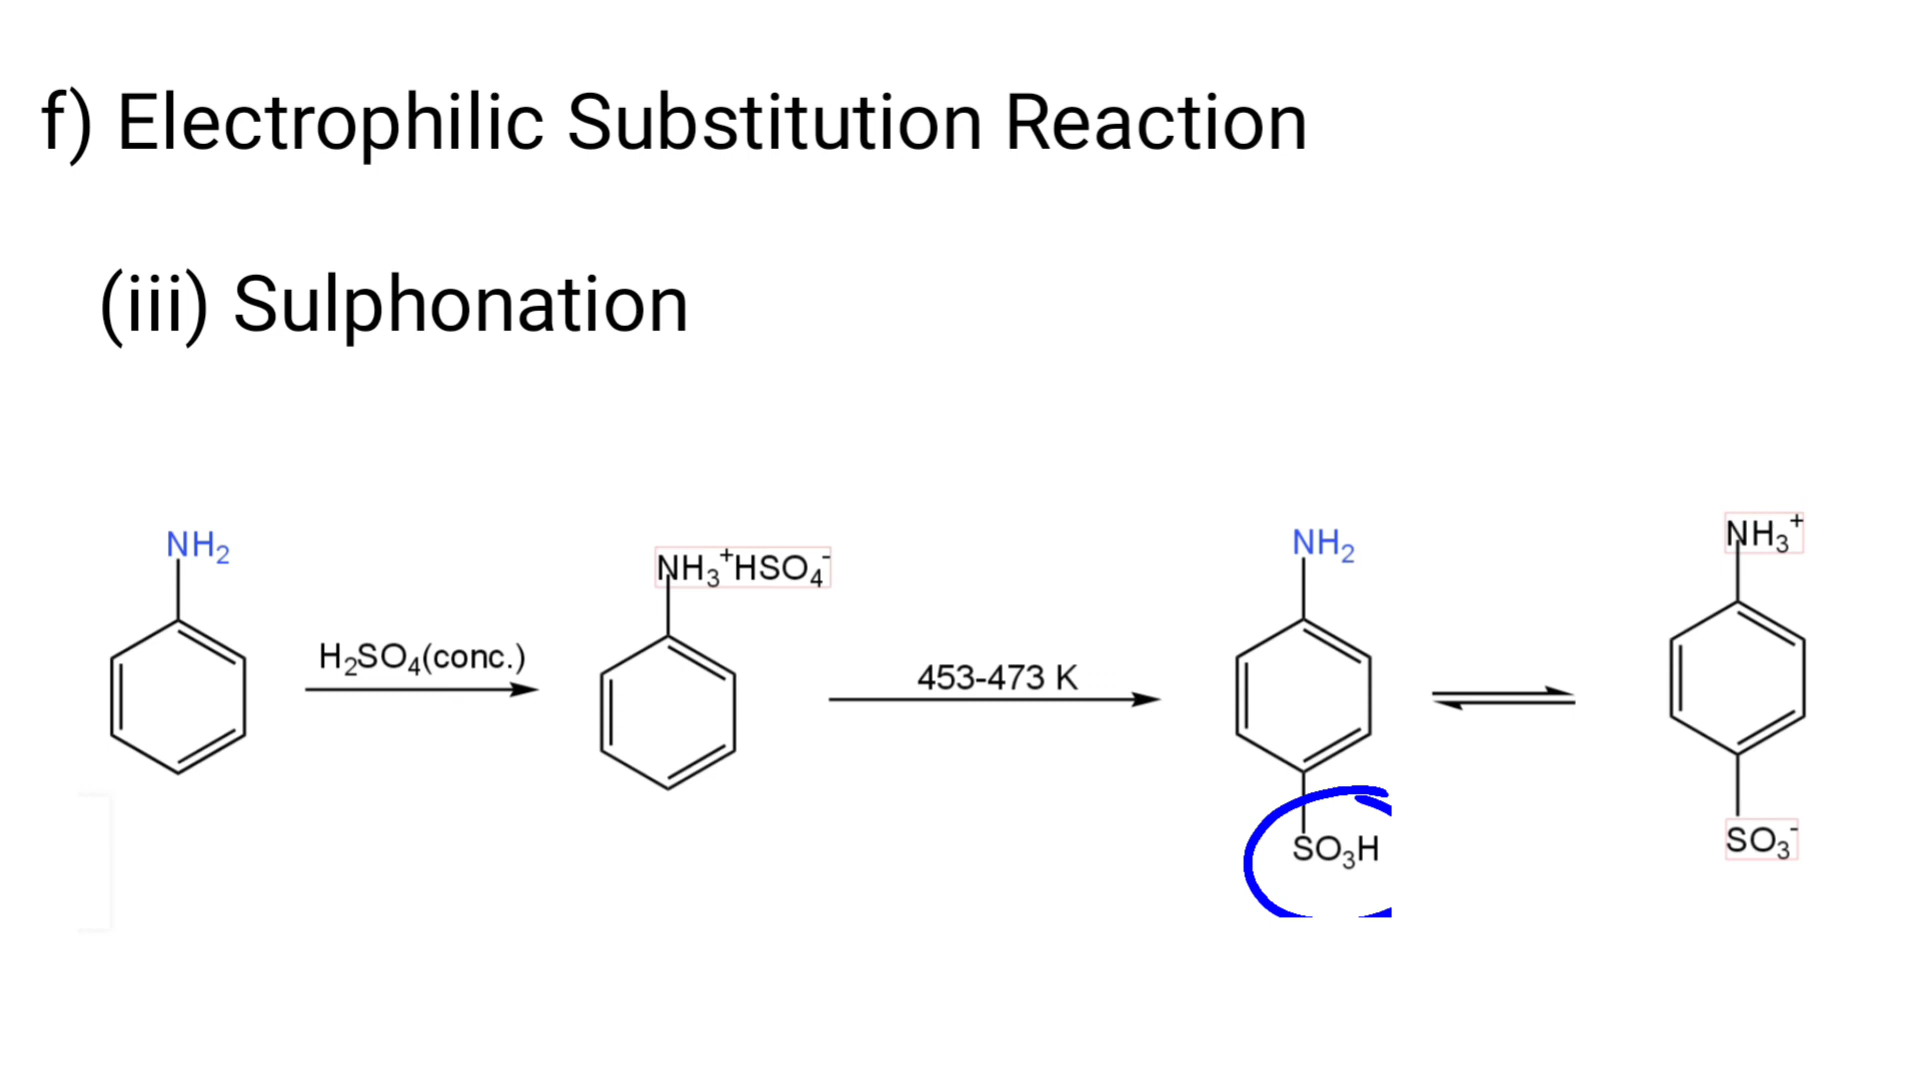 f) Electrophilic Substitution Reaction
(iii) Sulphonation
NH₂
H₂SO₄(conc.)
NH₃⁺HSO₄⁻
453-473 K
NH₂
SO₃H
NH₃⁺
SO₃⁻